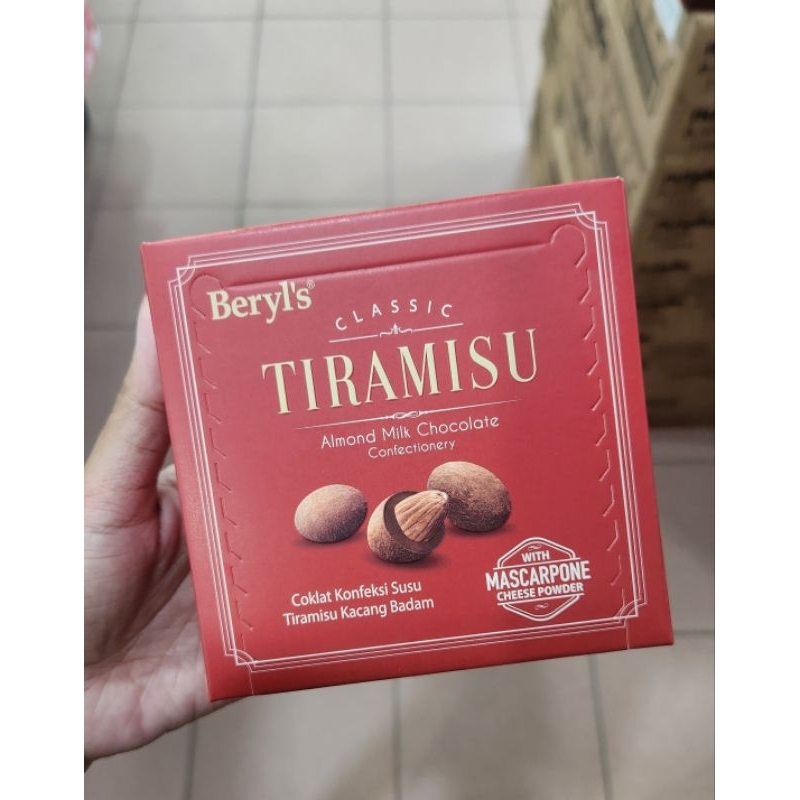 Beryl's®
CLASSIC
TIRAMISU
Almond Milk Chocolate
Confectionery
Coklat Konfeksi Susu
Tiramisu Kacang Badam
WITH
MASCARPONE
CHEESE POWDER